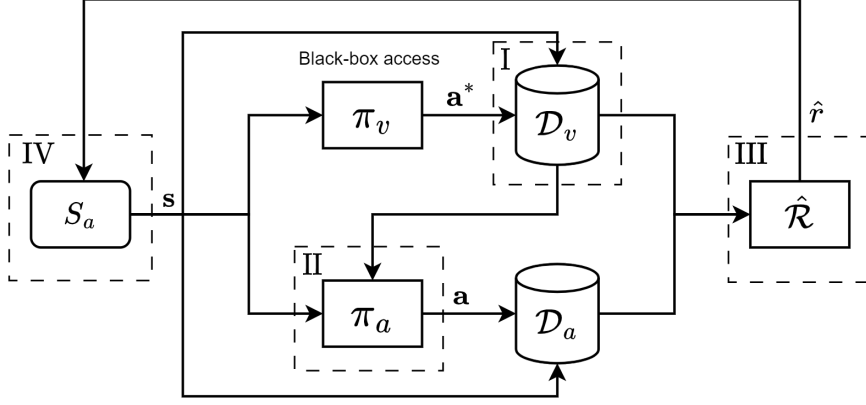 I
Black-box access
π_v
a*
𝒟_v
r̂
IV
S_a
s
III
ℛ̂
II
π_a
a
𝒟_a